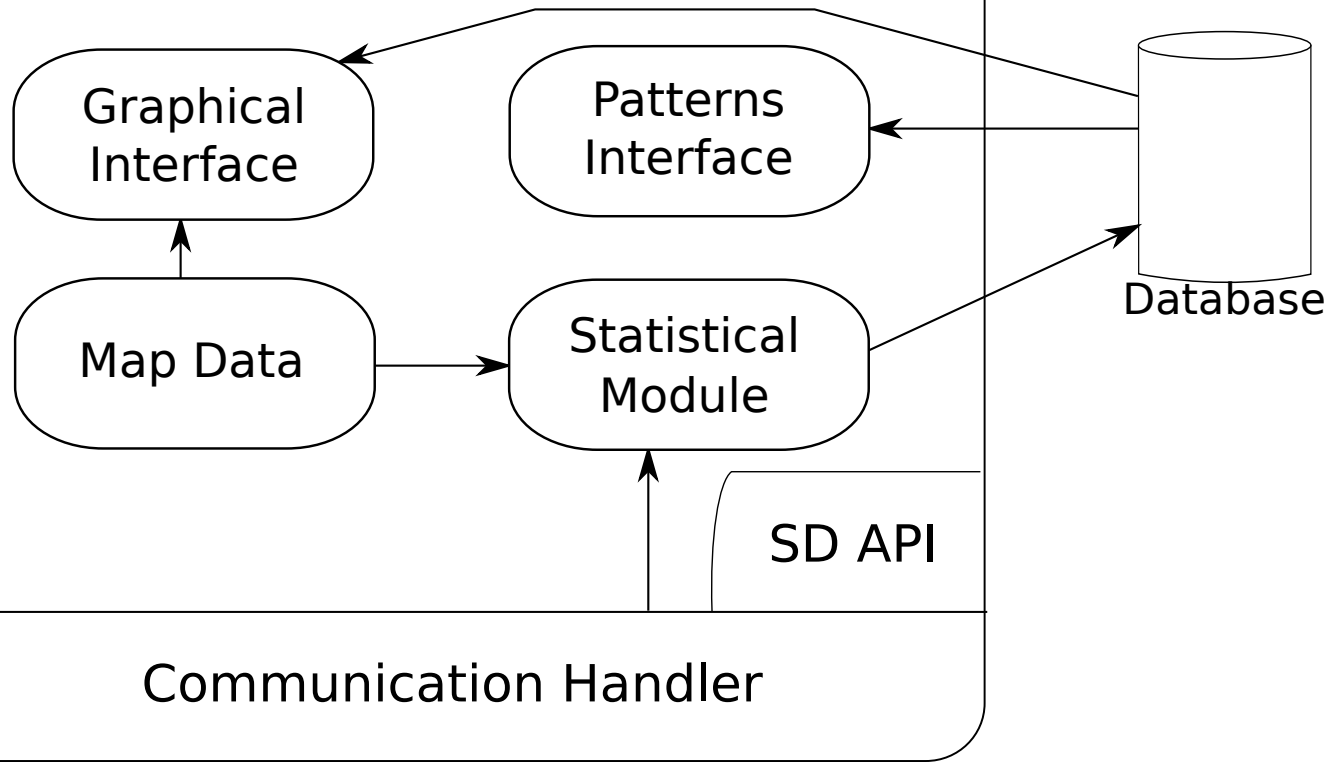 Graphical
Interface
Patterns
Interface
Database
Map Data
Statistical
Module
SD API
Communication Handler